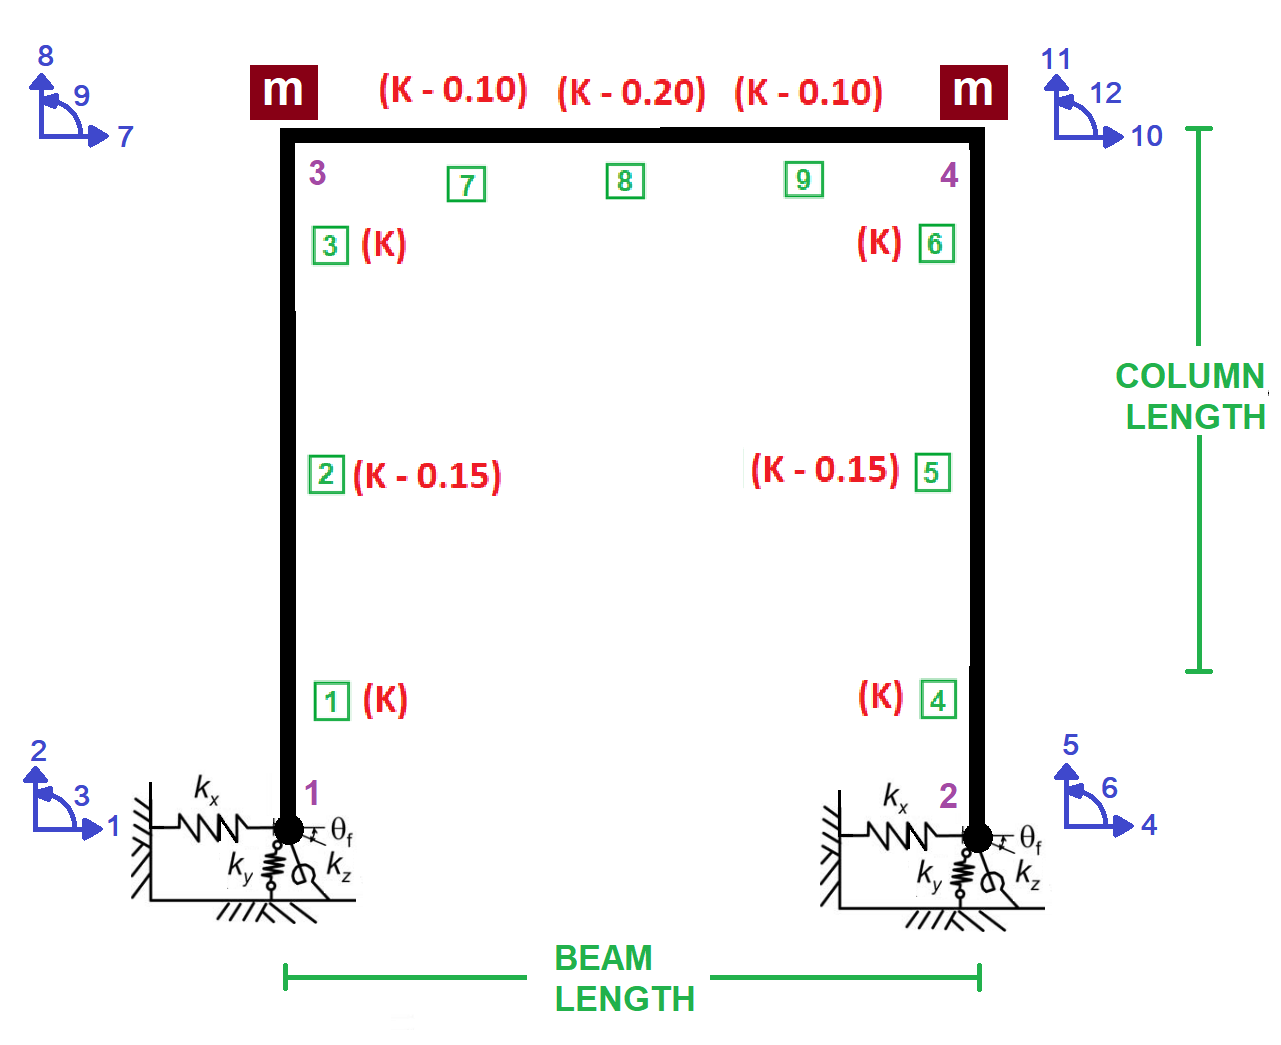 8
9
7
m
(K - 0.10) (K - 0.20) (K - 0.10)
m
11
12
10
3
7
8
9
4
3 (K)
(K) 6
COLUMN
LENGTH
2 (K - 0.15)
(K - 0.15) 5
1 (K)
(K) 4
2
3
1
kx
1
θf
ky
kz
kx
2
θf
ky
kz
5
6
4
BEAM
LENGTH